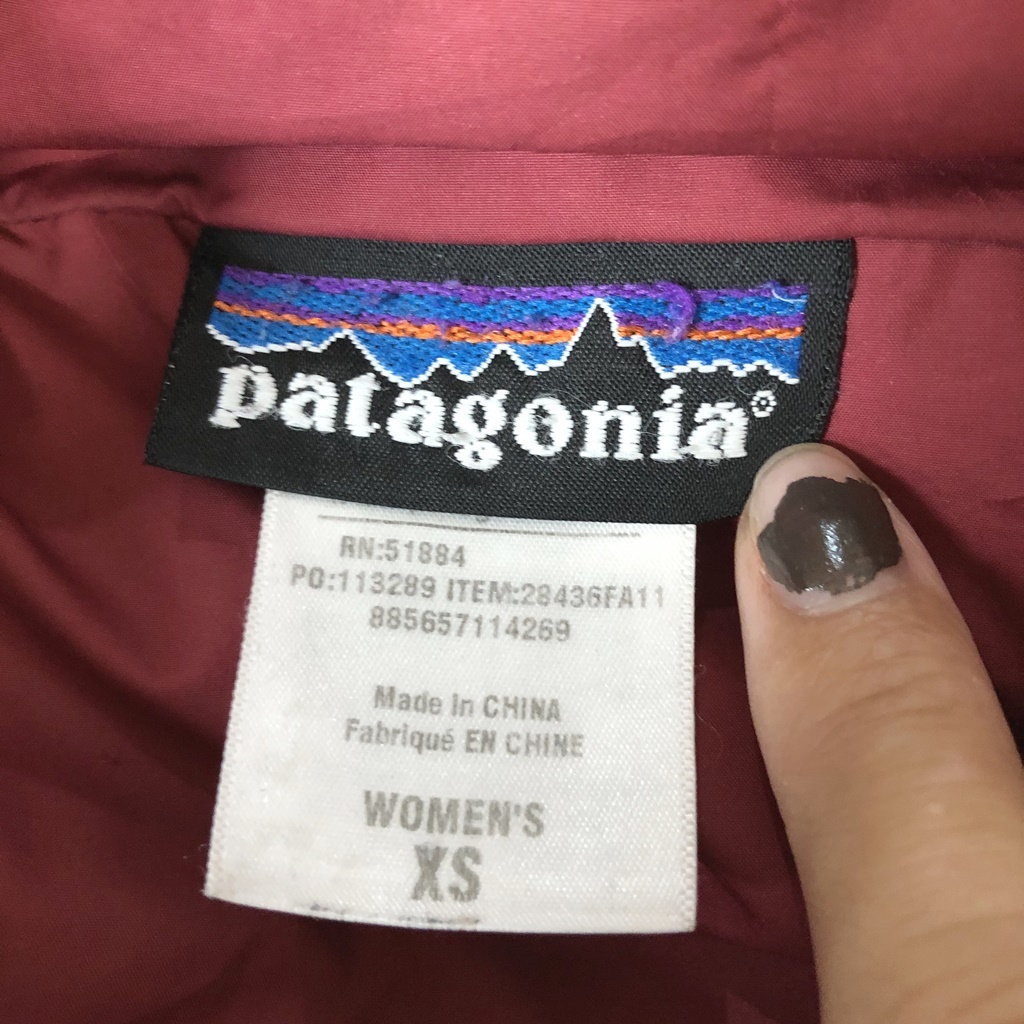 patagonia®
RN:51884
PO:113289 ITEM:28436FA11
885657114269
Made in CHINA
Fabriqué EN CHINE
WOMEN'S
XS